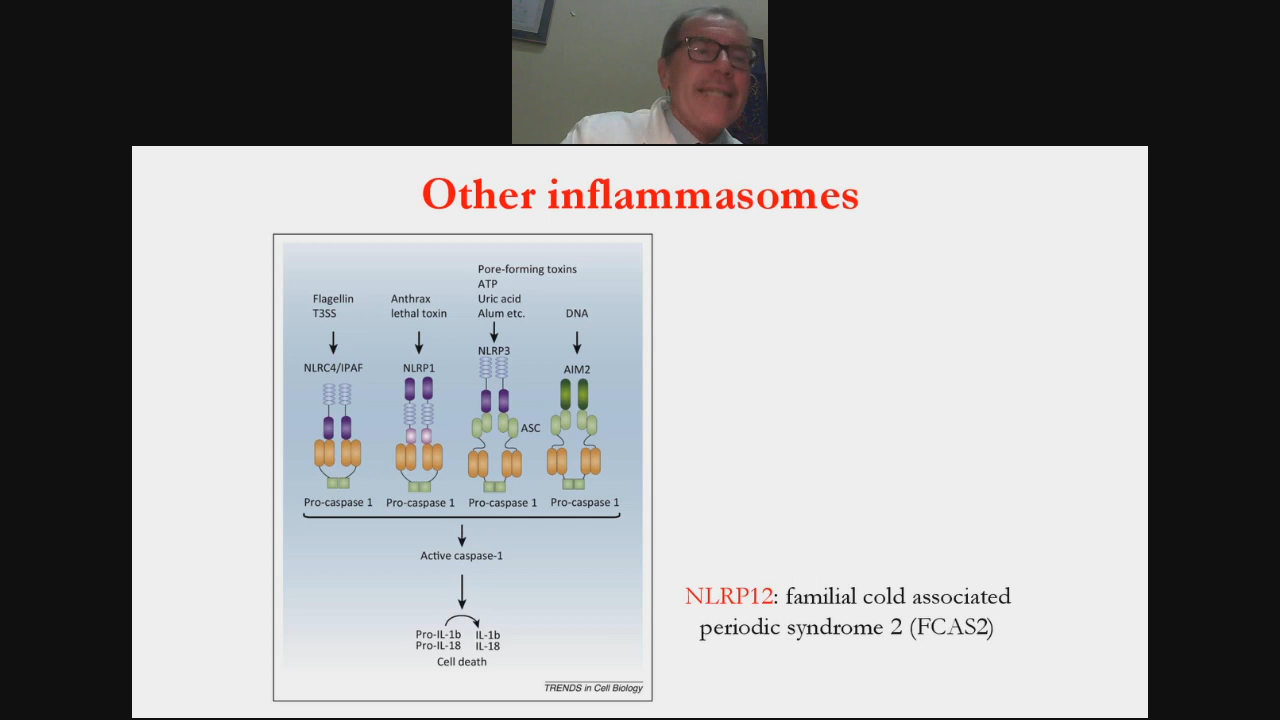 Other inflammasomes
Pore-forming toxins
ATP
Uric acid
Alum etc.
Flagellin
T3SS
Anthrax
lethal toxin
DNA
NLRC4/IPAF
NLRP1
NLRP3
AIM2
ASC
Pro-caspase 1
Pro-caspase 1
Pro-caspase 1
Pro-caspase 1
Active caspase-1
Pro-IL-1b IL-1b
Pro-IL-18 IL-18
Cell death
TRENDS in Cell Biology
NLRP12: familial cold associated
periodic syndrome 2 (FCAS2)